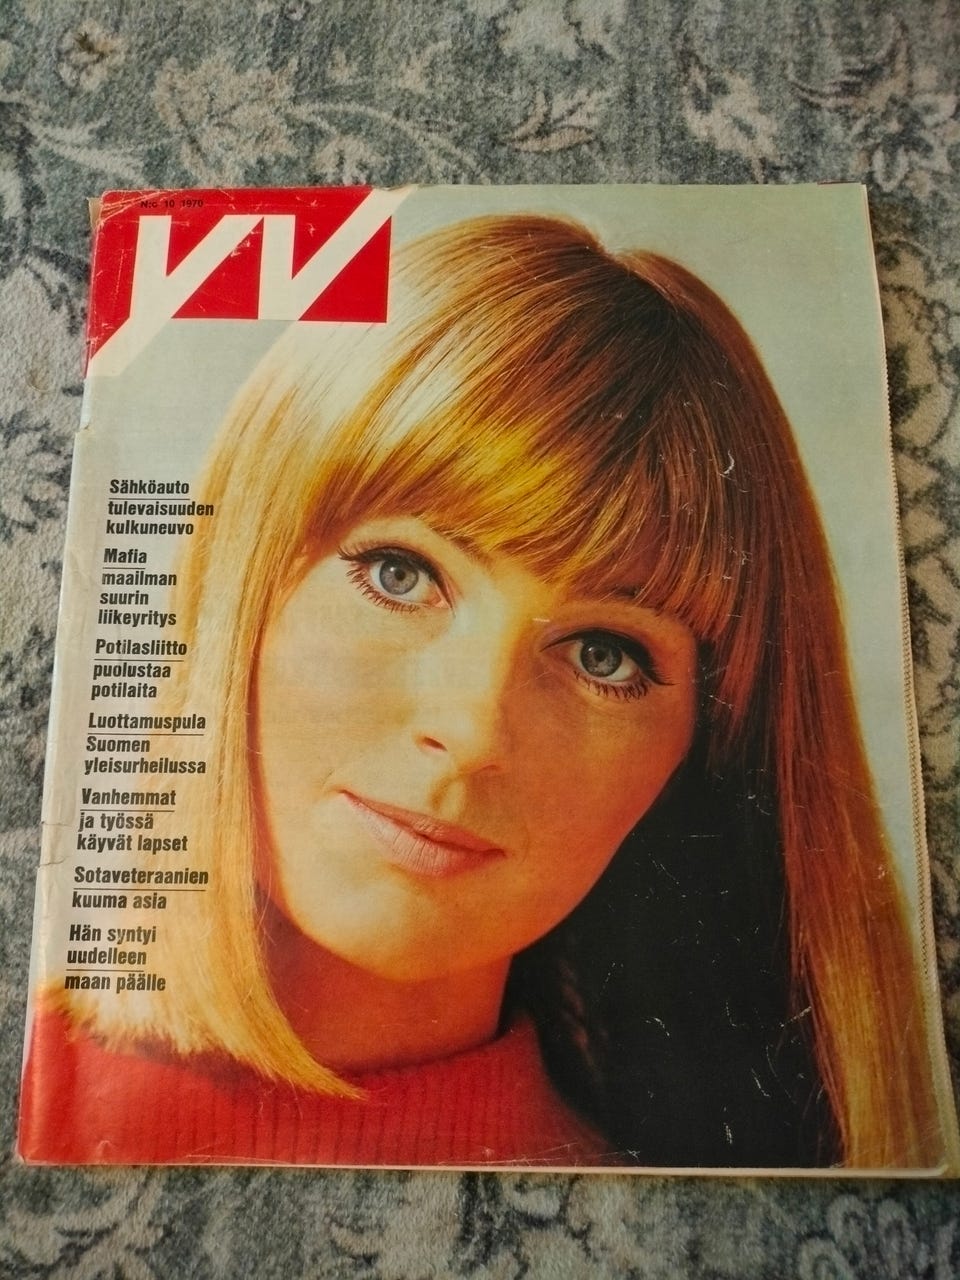 N:o 10 1970
YV
Sähköauto
tulevaisuuden
kulkuneuvo
Mafia
maailman
suurin
liikeyritys
Potilasliitto
puolustaa
potilaita
Luottamuspula
Suomen
yleisurheilussa
Vanhemmat
ja työssä
käyvät lapset
Sotaveteraanien
kuuma asia
Hän syntyi
uudelleen
maan päälle